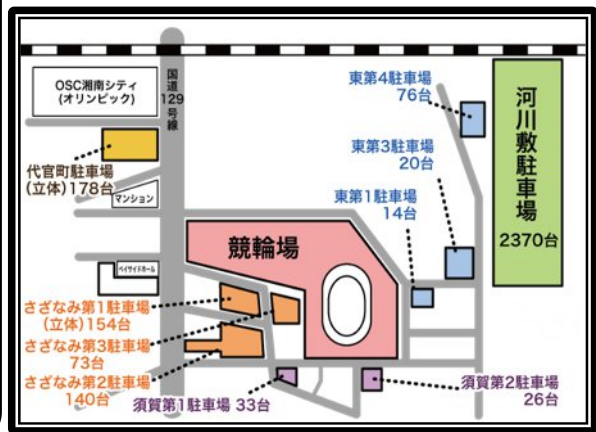 OSC湘南シティ
(オリンピック)
国道129号線
代官町駐車場
(立体)178台
マンション
ベイサイドホール
競輪場
東第4駐車場
76台
東第3駐車場
20台
東第1駐車場
14台
河川敷駐車場
2370台
さざなみ第1駐車場
(立体)154台
さざなみ第3駐車場
73台
さざなみ第2駐車場
140台
須賀第1駐車場 33台
須賀第2駐車場
26台